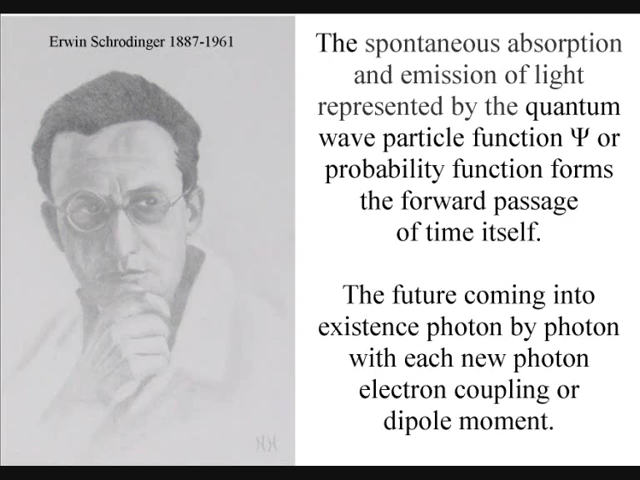 Erwin Schrodinger 1887-1961
The spontaneous absorption
and emission of light
represented by the quantum
wave particle function Ψ or
probability function forms
the forward passage
of time itself.
The future coming into
existence photon by photon
with each new photon
electron coupling or
dipole moment.